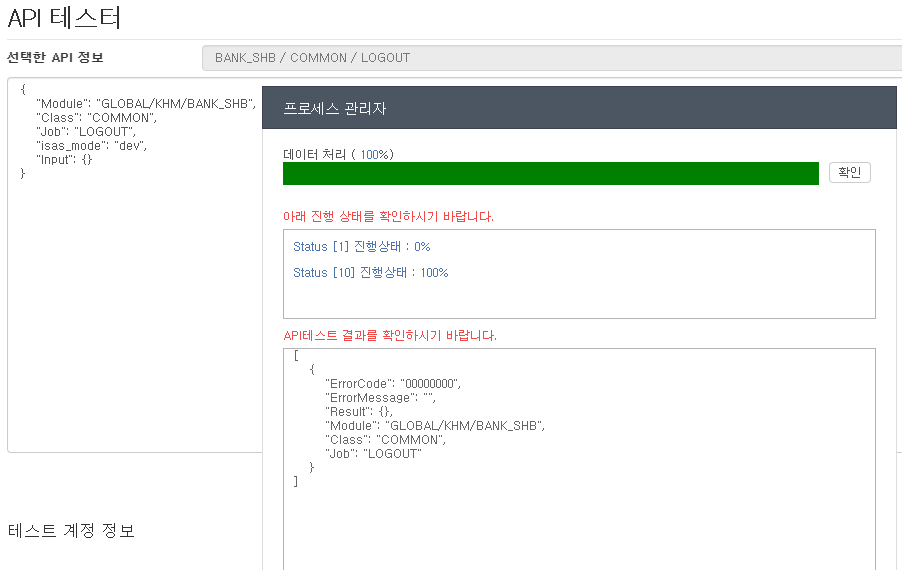 API 테스터
선택한 API 정보
BANK_SHB / COMMON / LOGOUT
{
"Module": "GLOBAL/KHM/BANK_SHB",
"Class": "COMMON",
"Job": "LOGOUT",
"isas_mode": "dev",
"Input": {}
}
프로세스 관리자
데이터 처리 ( 100%)
확인
아래 진행 상태를 확인하시기 바랍니다.
Status [1] 진행상태 : 0%
Status [10] 진행상태 : 100%
API테스트 결과를 확인하시기 바랍니다.
[
{
"ErrorCode": "00000000",
"ErrorMessage": "",
"Result": {},
"Module": "GLOBAL/KHM/BANK_SHB",
"Class": "COMMON",
"Job": "LOGOUT"
}
]
테스트 계정 정보